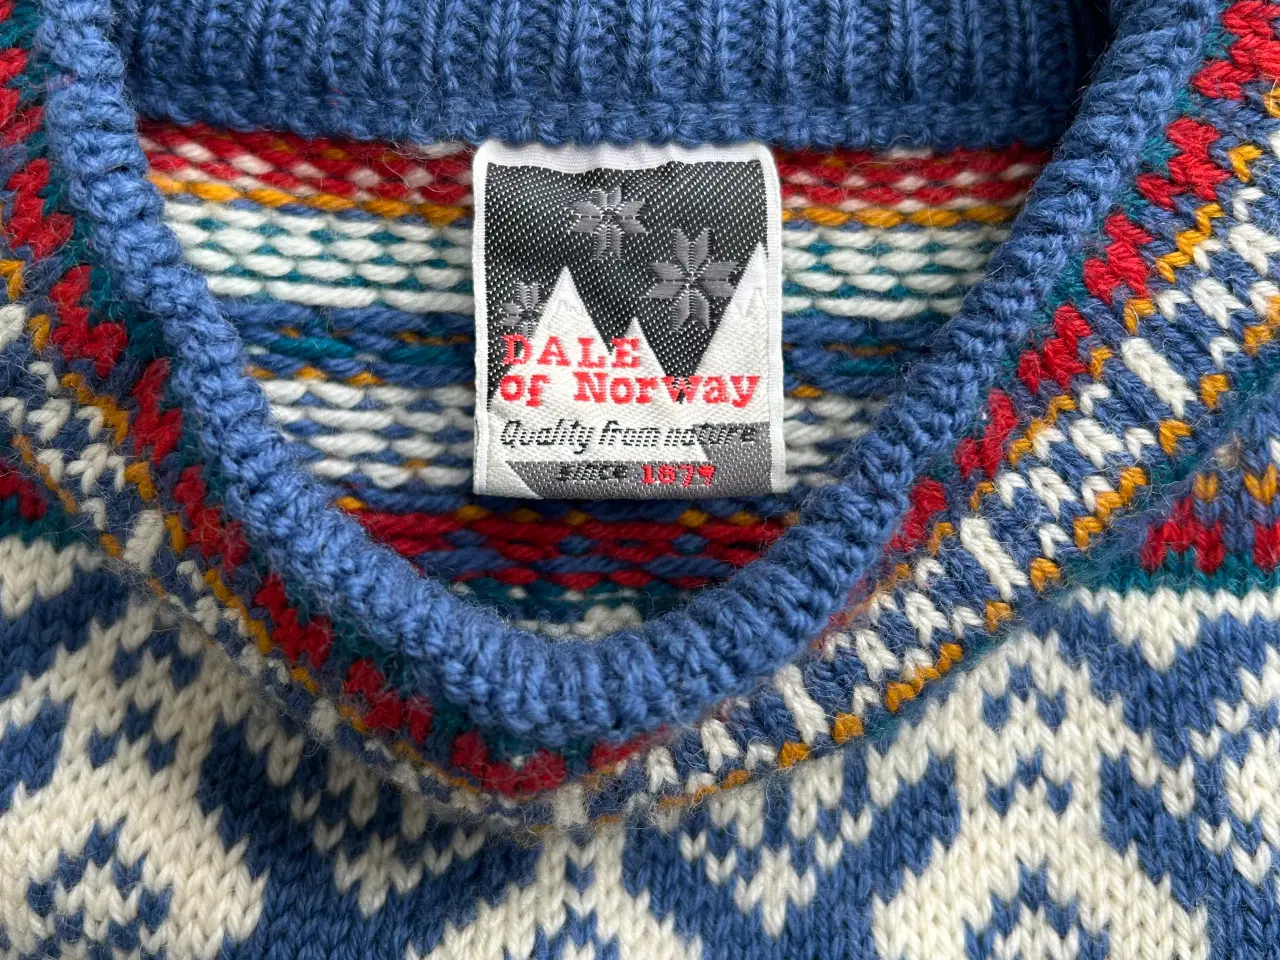 DALE
of Norway
Quality from nature
since 1879